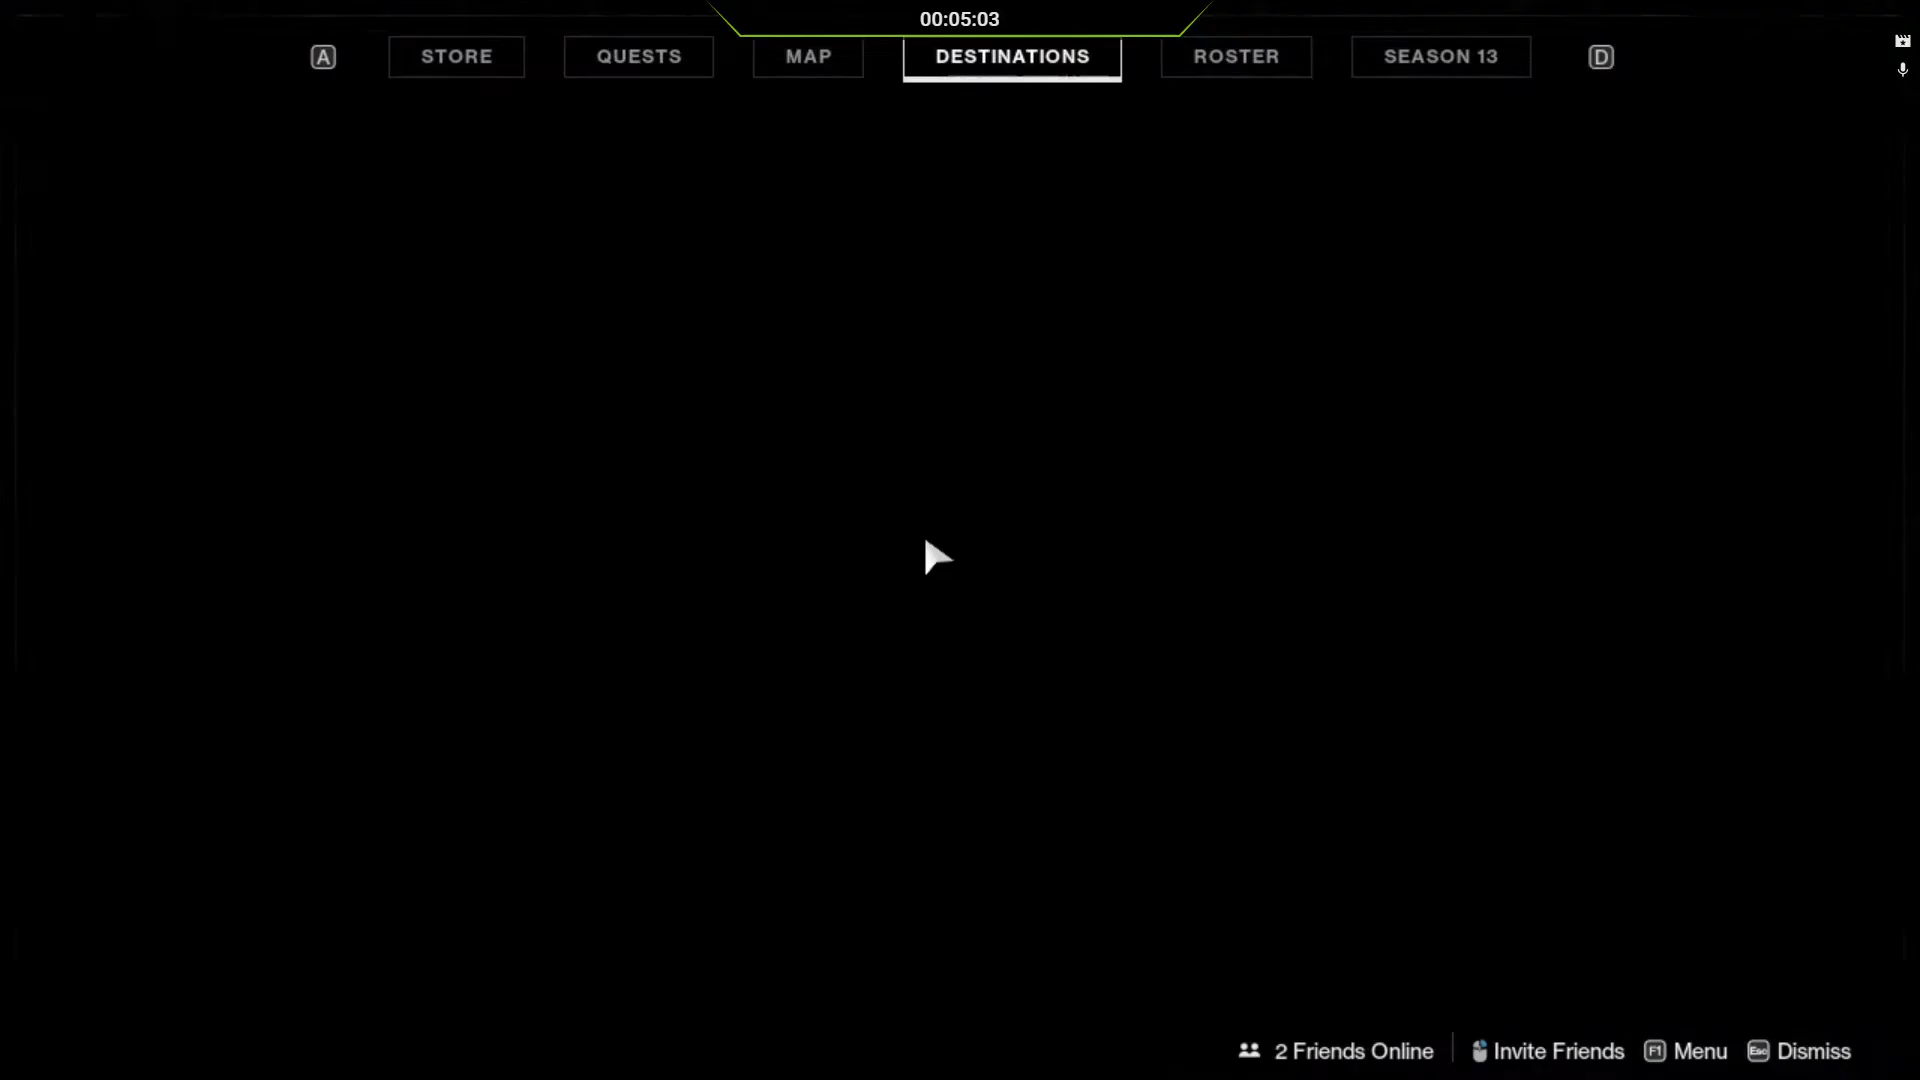 00:05:03
A STORE QUESTS MAP DESTINATIONS ROSTER SEASON 13 D
2 Friends Online Invite Friends F1 Menu Esc Dismiss